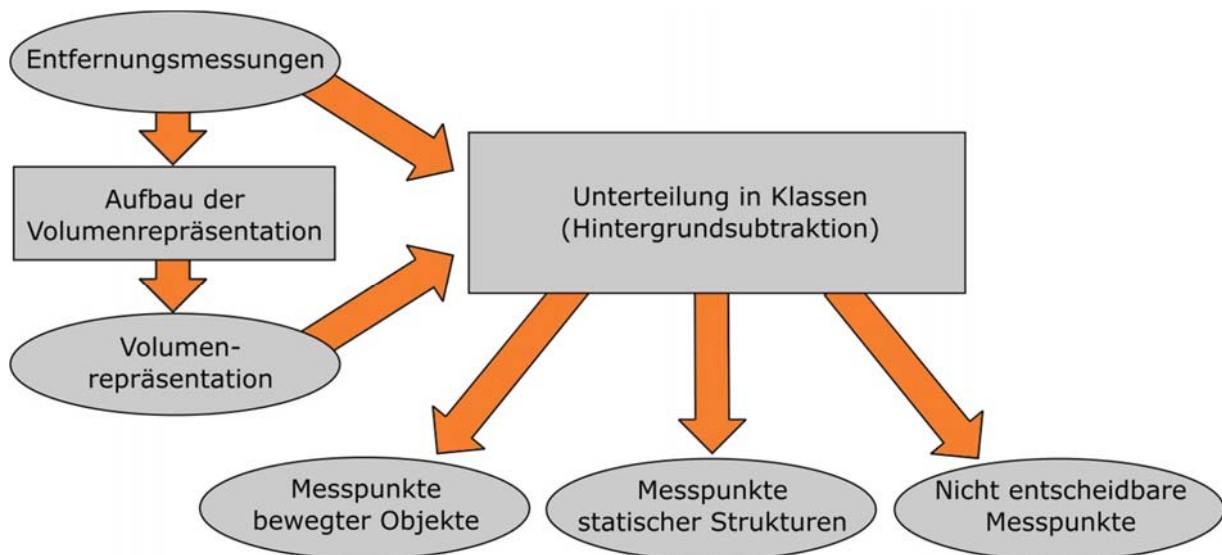 Entfernungsmessungen
Aufbau der
Volumenrepräsentation
Unterteilung in Klassen
(Hintergrundsubtraktion)
Volumen-
repräsentation
Messpunkte
bewegter Objekte
Messpunkte
statischer Strukturen
Nicht entscheidbare
Messpunkte